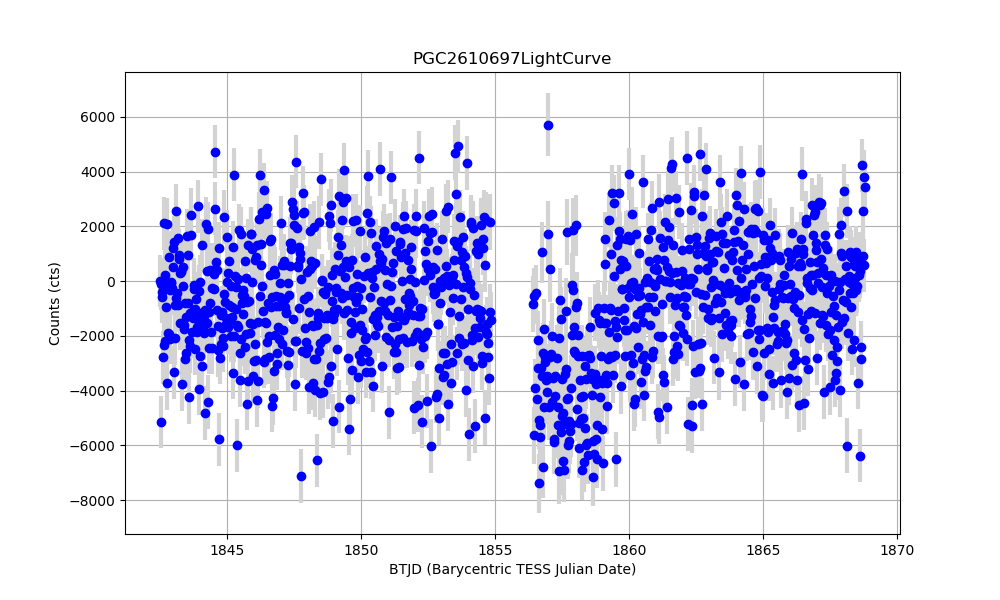 PGC2610697LightCurve
Counts (cts)
6000
4000
2000
0
−2000
−4000
−6000
−8000
1845 1850 1855 1860 1865 1870
BTJD (Barycentric TESS Julian Date)